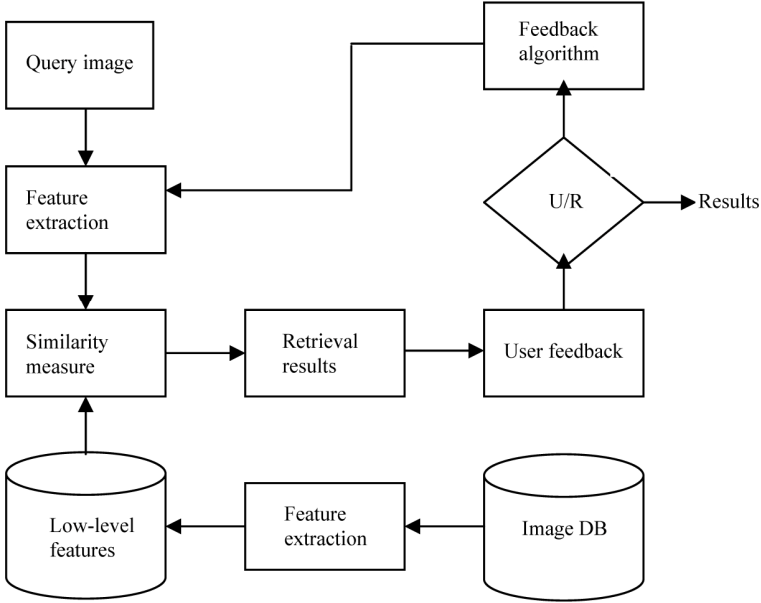 Query image
Feedback
algorithm
Feature
extraction
U/R
Results
Similarity
measure
Retrieval
results
User feedback
Low-level
features
Feature
extraction
Image DB